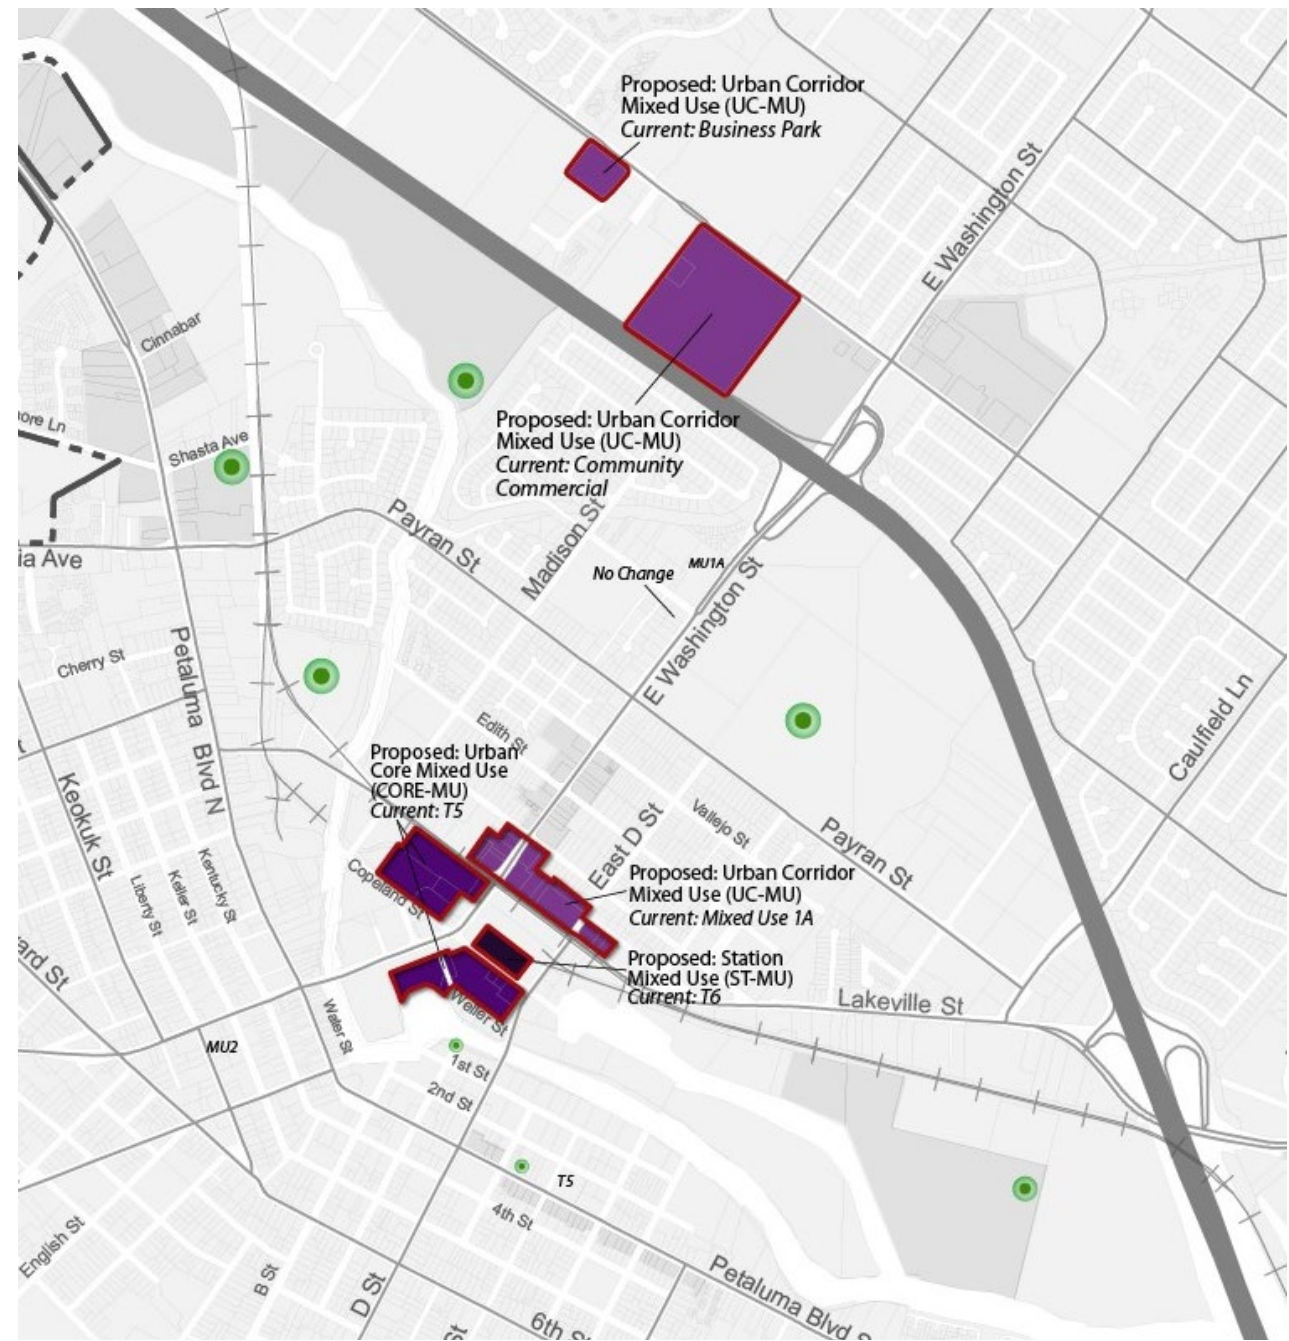 Proposed: Urban Corridor
Mixed Use (UC-MU)
Current: Business Park
E Washington St
Cinnabar
ore Ln
Shasta Ave
Proposed: Urban Corridor
Mixed Use (UC-MU)
Current: Community
Commercial
Payran St
Madison St
ia Ave
No Change
MU1A
E Washington St
Petaluma Blvd N
Cherry St
Caulfield Ln
Edith St
Proposed: Urban
Core Mixed Use
(CORE-MU)
Current: T5
Keokuk St
Liberty St
Keller St
Kentucky St
Copeland St
East D St
Vallejo St
Payran St
Proposed: Urban Corridor
Mixed Use (UC-MU)
Current: Mixed Use 1A
Proposed: Station
Mixed Use (ST-MU)
Current: T6
ard St
Lakeville St
Weller St
Water St
MU2
1st St
2nd St
T5
4th St
English St
B St
D St
St
6th St
Petaluma Blvd S